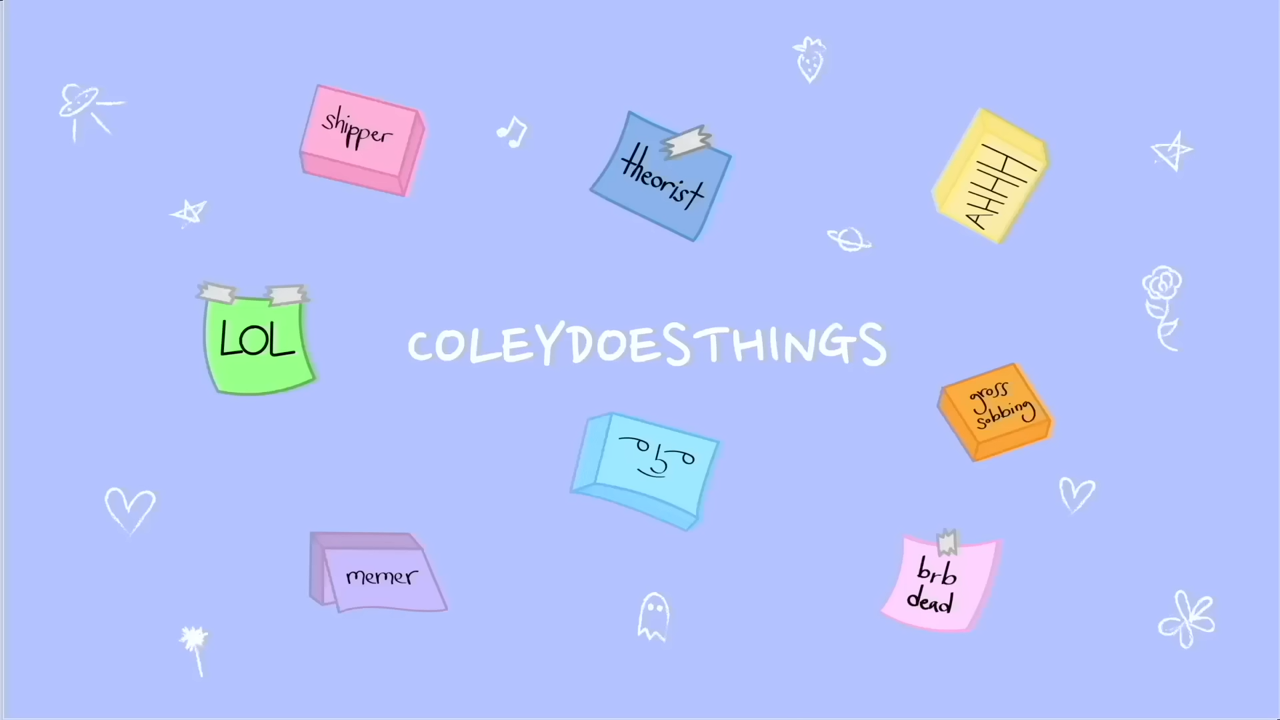 shipper
theorist
AHHH
LOL
COLEYDOESTHINGS
gross
sobbing
memer
brb
dead